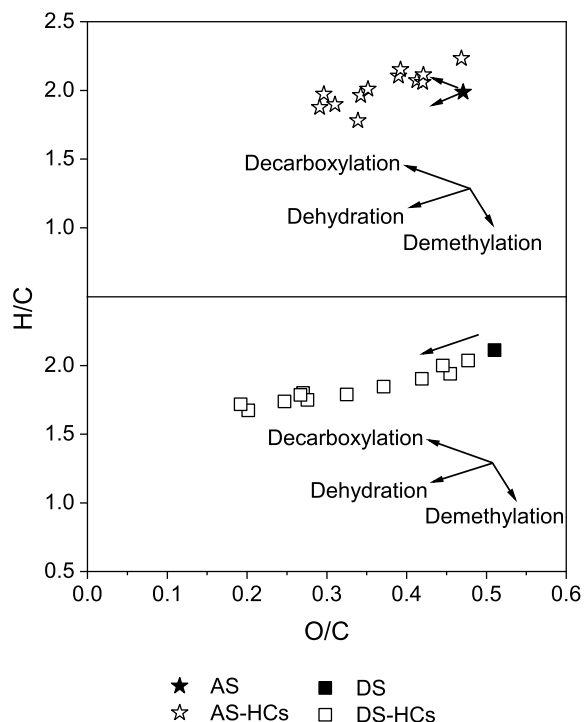 2.5
2.0
1.5
1.0
Decarboxylation
Dehydration
Demethylation
H/C
2.0
1.5
1.0
0.5
Decarboxylation
Dehydration
Demethylation
0.0 0.1 0.2 0.3 0.4 0.5 0.6
O/C
AS DS
AS-HCs DS-HCs